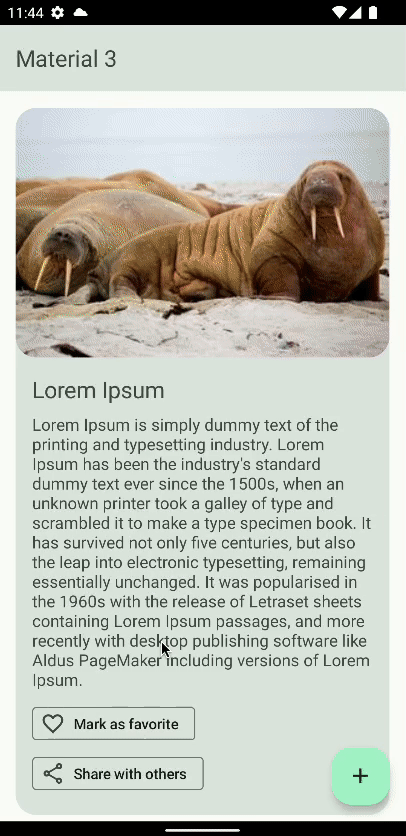 11:44
Material 3
Lorem Ipsum
Lorem Ipsum is simply dummy text of the
printing and typesetting industry. Lorem
Ipsum has been the industry's standard
dummy text ever since the 1500s, when an
unknown printer took a galley of type and
scrambled it to make a type specimen book. It
has survived not only five centuries, but also
the leap into electronic typesetting, remaining
essentially unchanged. It was popularised in
the 1960s with the release of Letraset sheets
containing Lorem Ipsum passages, and more
recently with desktop publishing software like
Aldus PageMaker including versions of Lorem
Ipsum.
Mark as favorite
Share with others